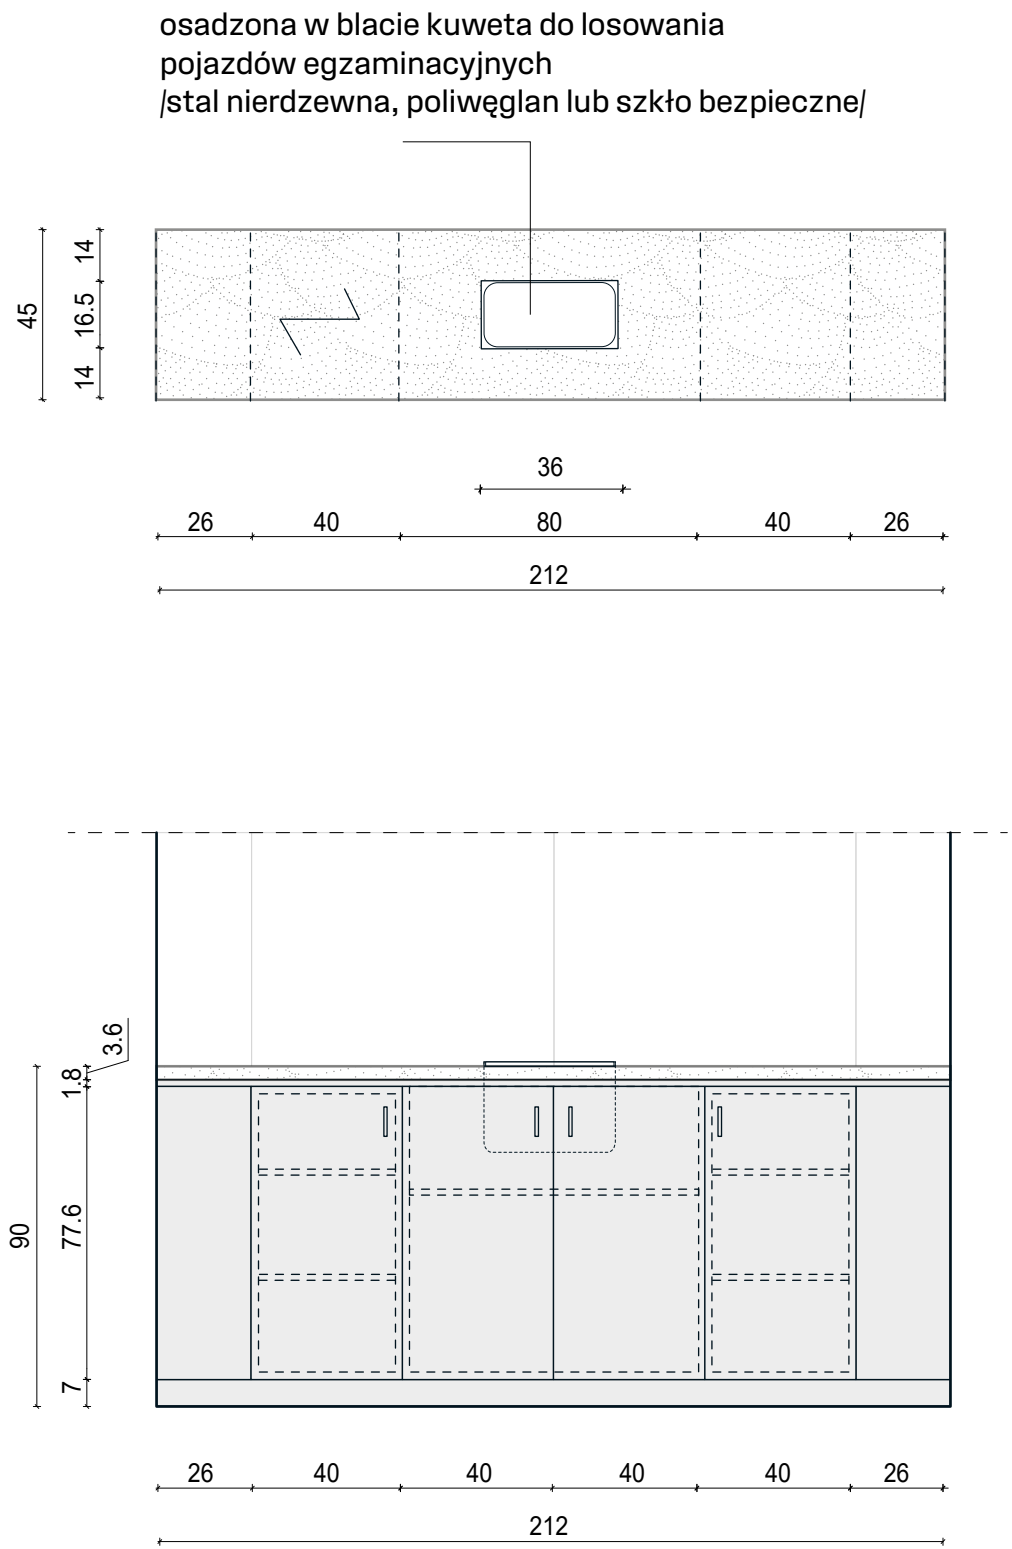 osadzona w blacie kuweta do losowania
pojazdów egzaminacyjnych
/stal nierdzewna, poliwęglan lub szkło bezpieczne/
45
14
16.5
14
36
26 40 80 40 26
212
3.6
1.8
90
77.6
7
26 40 40 40 40 26
212